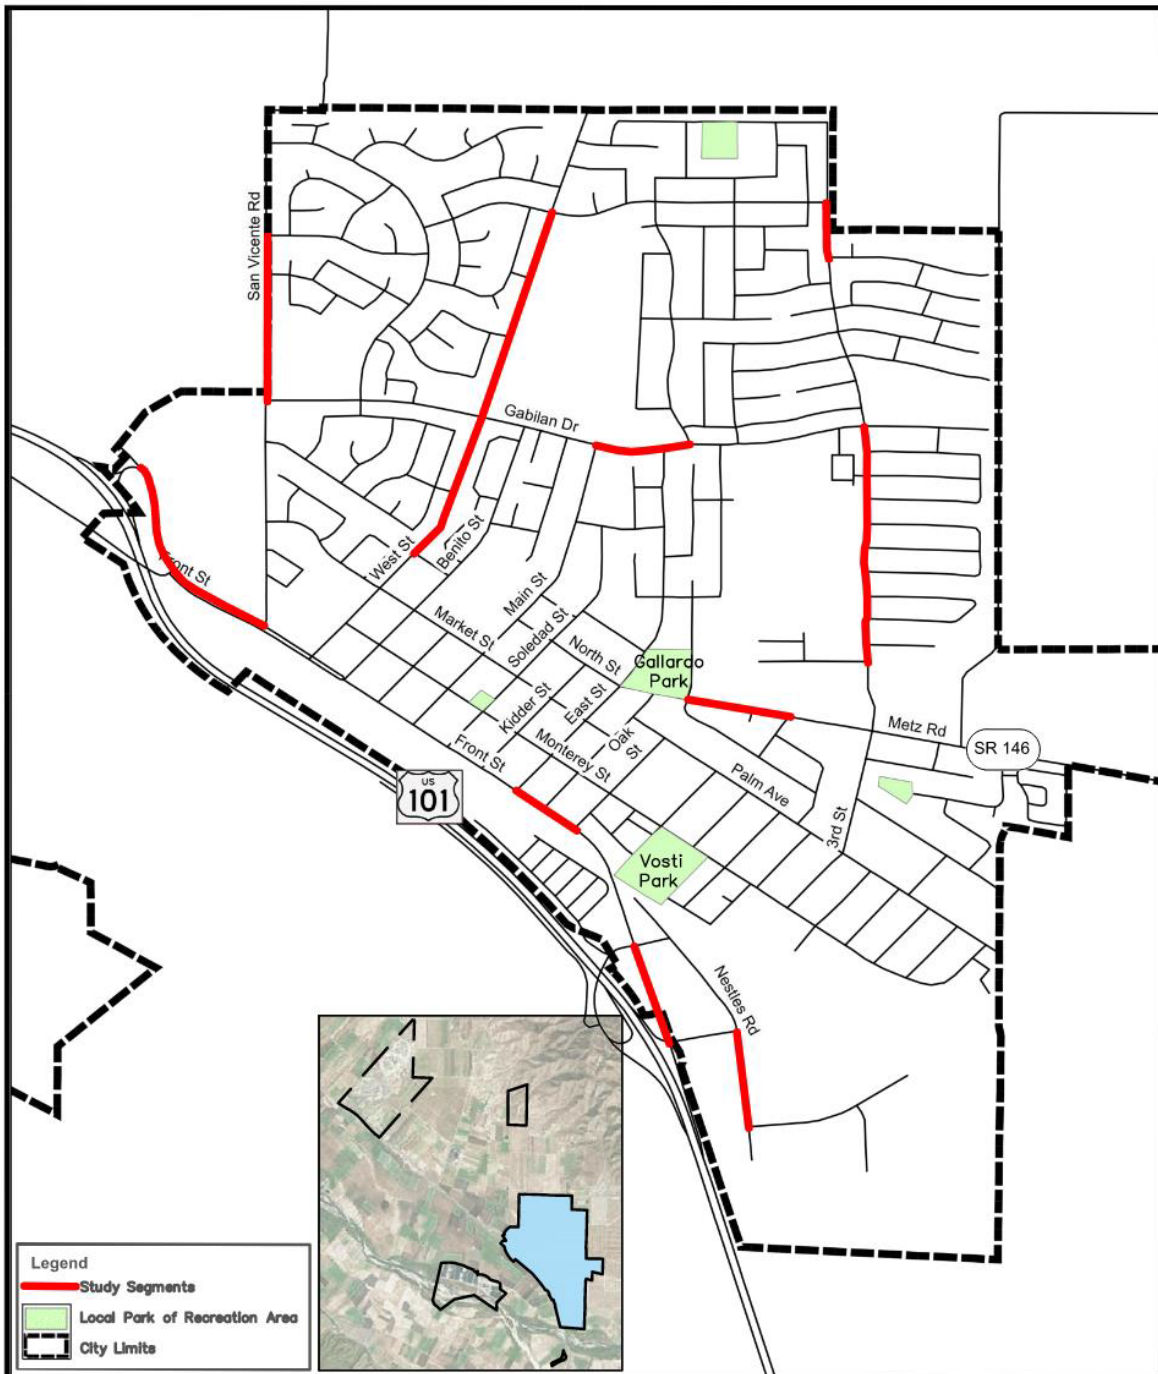 San Vicente Rd
Gabilan Dr
Front St
West St
Benito St
Main St
Market St
Soledad St
North St
Gallardo
Park
Kidder St
East St
Oak
St
Front St
Monterey St
Metz Rd
SR 146
Palm Ave
US
101
3rd St
Vosti
Park
Nestles Rd
Legend
Study Segments
Local Park of Recreation Area
City Limits